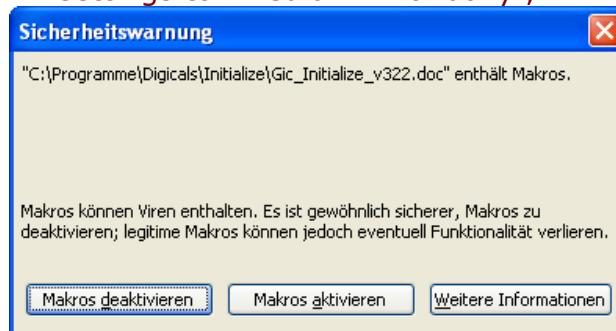 Sicherheitswarnung
"C:\Programme\Digicals\Initialize\Gic_Initialize_v322.doc" enthält Makros.
Makros können Viren enthalten. Es ist gewöhnlich sicherer, Makros zu
deaktivieren; legitime Makros können jedoch eventuell Funktionalität verlieren.
Makros deaktivieren Makros aktivieren Weitere Informationen